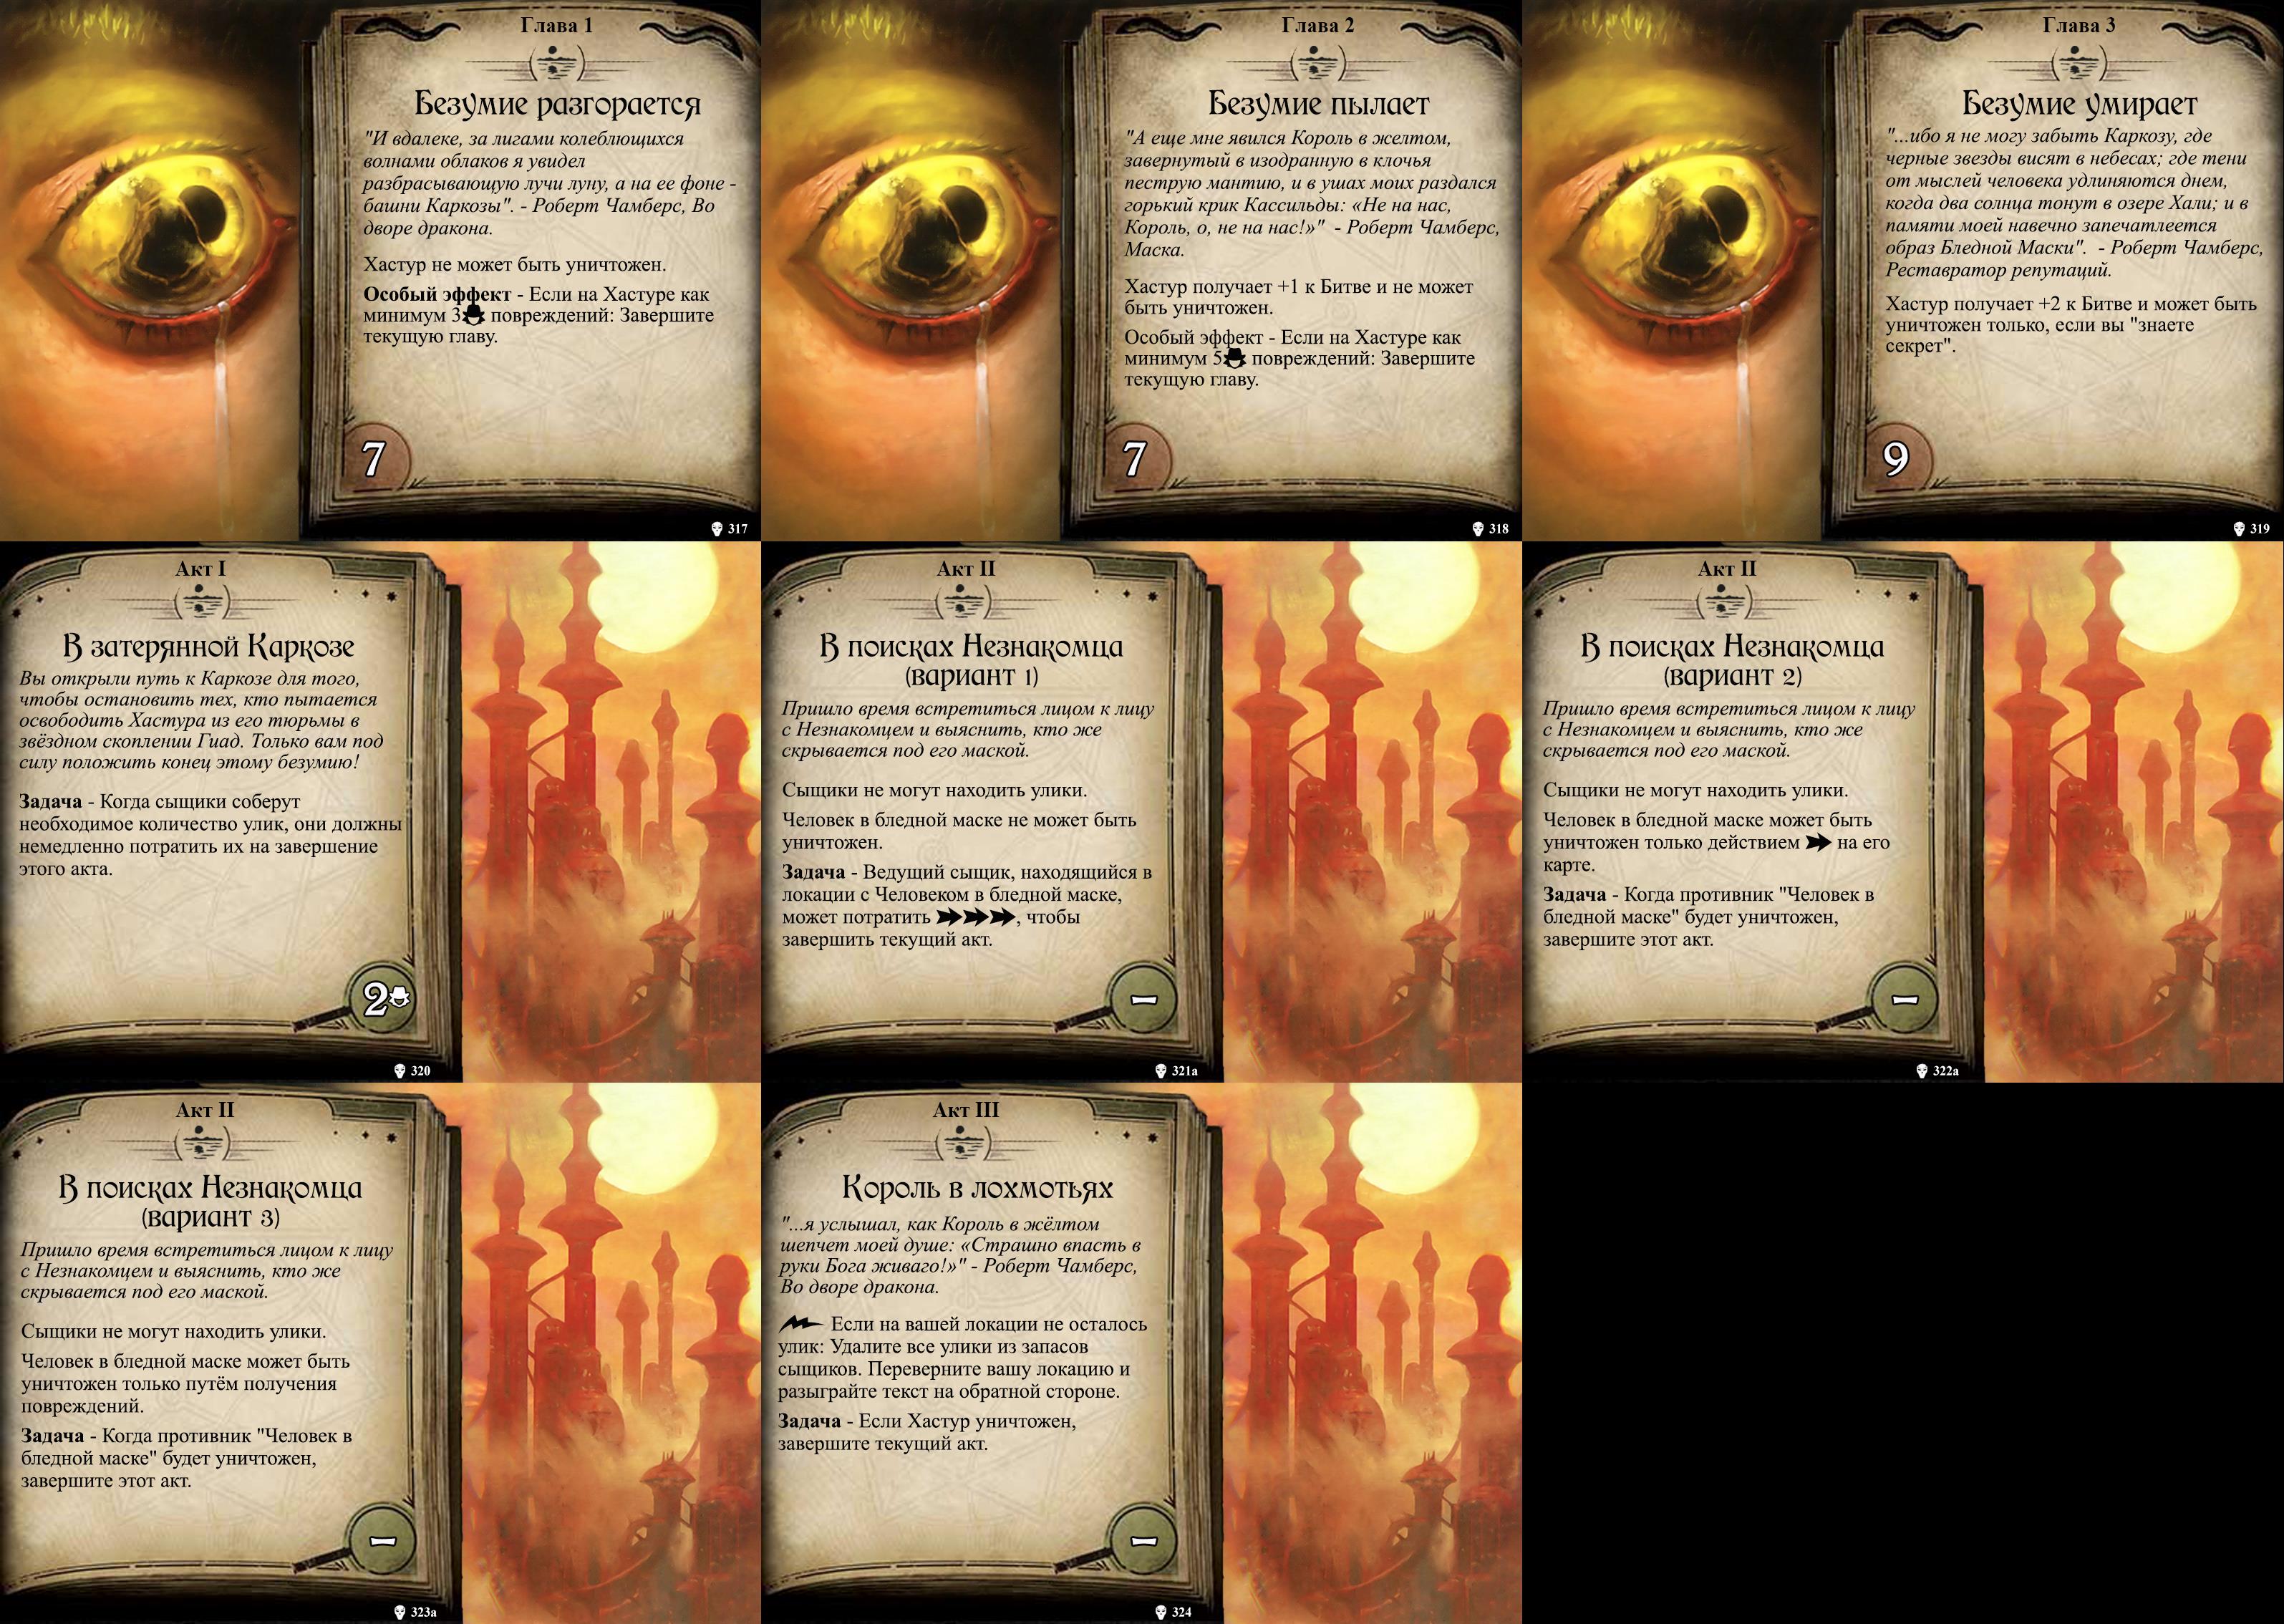 Глава 1
Безумие разгорается
"И вдалеке, за лигами колеблющихся
волнами облаков я увидел
разбрасывающую лучи луну, а на ее фоне -
башни Каркозы". - Роберт Чамберс, Во
дворе дракона.
Хастур не может быть уничтожен.
Особый эффект - Если на Хастуре как
минимум 3 повреждений: Завершите
текущую главу.
7
317
Глава 2
Безумие пылает
"А еще мне явился Король в желтом,
завернутый в изодранную в клочья
пеструю мантию, и в ушах моих раздался
горький крик Кассильды: «Не на нас,
Король, о, не на нас!»" - Роберт Чамберс,
Маска.
Хастур получает +1 к Битве и не может
быть уничтожен.
Особый эффект - Если на Хастуре как
минимум 5 повреждений: Завершите
текущую главу.
7
318
Глава 3
Безумие умирает
"...ибо я не могу забыть Каркозу, где
черные звезды висят в небесах; где тени
от мыслей человека удлиняются днем,
когда два солнца тонут в озере Хали; и в
памяти моей навечно запечатлеется
образ Бледной Маски". - Роберт Чамберс,
Реставратор репутаций.
Хастур получает +2 к Битве и может быть
уничтожен только, если вы "знаете
секрет".
9
319
Акт I
В затерянной Каркозе
Вы открыли путь к Каркозе для того,
чтобы остановить тех, кто пытается
освободить Хастура из его тюрьмы в
звёздном скоплении Гиад. Только вам под
силу положить конец этому безумию!
Задача - Когда сыщики соберут
необходимое количество улик, они должны
немедленно потратить их на завершение
этого акта.
2
320
Акт II
В поисках Незнакомца
(вариант 1)
Пришло время встретиться лицом к лицу
с Незнакомцем и выяснить, кто же
скрывается под его маской.
Сыщики не могут находить улики.
Человек в бледной маске не может быть
уничтожен.
Задача - Ведущий сыщик, находящийся в
локации с Человеком в бледной маске,
может потратить , чтобы
завершить текущий акт.
–
321a
Акт II
В поисках Незнакомца
(вариант 2)
Пришло время встретиться лицом к лицу
с Незнакомцем и выяснить, кто же
скрывается под его маской.
Сыщики не могут находить улики.
Человек в бледной маске может быть
уничтожен только действием на его
карте.
Задача - Когда противник "Человек в
бледной маске" будет уничтожен,
завершите этот акт.
–
322a
Акт II
В поисках Незнакомца
(вариант 3)
Пришло время встретиться лицом к лицу
с Незнакомцем и выяснить, кто же
скрывается под его маской.
Сыщики не могут находить улики.
Человек в бледной маске может быть
уничтожен только путём получения
повреждений.
Задача - Когда противник "Человек в
бледной маске" будет уничтожен,
завершите этот акт.
–
323a
Акт III
Король в лохмотьях
"...я услышал, как Король в жёлтом
шепчет моей душе: «Страшно впасть в
руки Бога живаго!»" - Роберт Чамберс,
Во дворе дракона.
Если на вашей локации не осталось
улик: Удалите все улики из запасов
сыщиков. Переверните вашу локацию и
разыграйте текст на обратной стороне.
Задача - Если Хастур уничтожен,
завершите текущий акт.
–
324